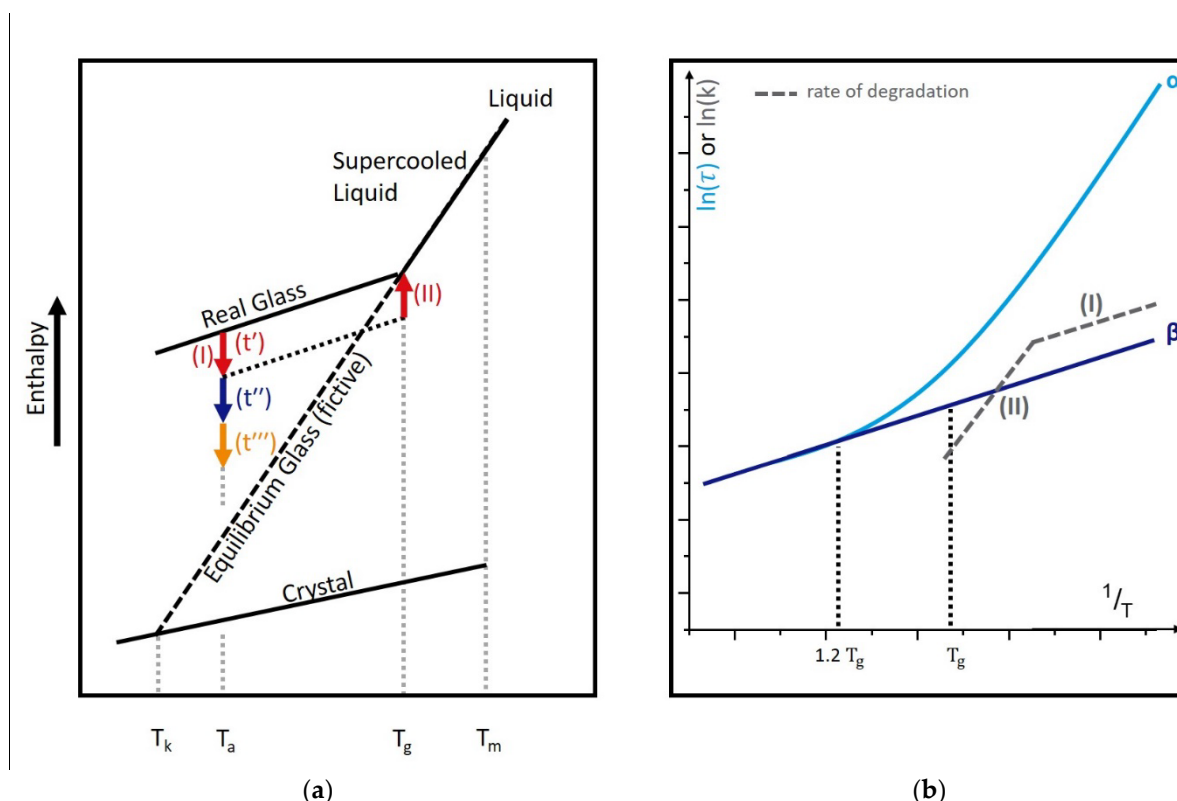 Enthalpy
Liquid
Supercooled
Liquid
Real Glass
(I)
(t′)
(II)
(t′′)
(t′′′)
Equilibrium Glass (fictive)
Crystal
Tk
Ta
Tg
Tm
(a)
ln(τ) or ln(k)
rate of degradation
α
(I)
β
(II)
1/T
1.2 Tg
Tg
(b)